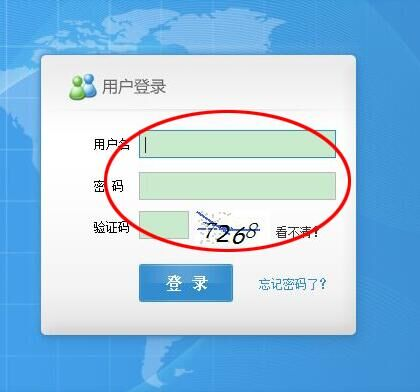 用户登录
用户名
密 码
验证码 7268 看不清?
登 录 忘记密码了?